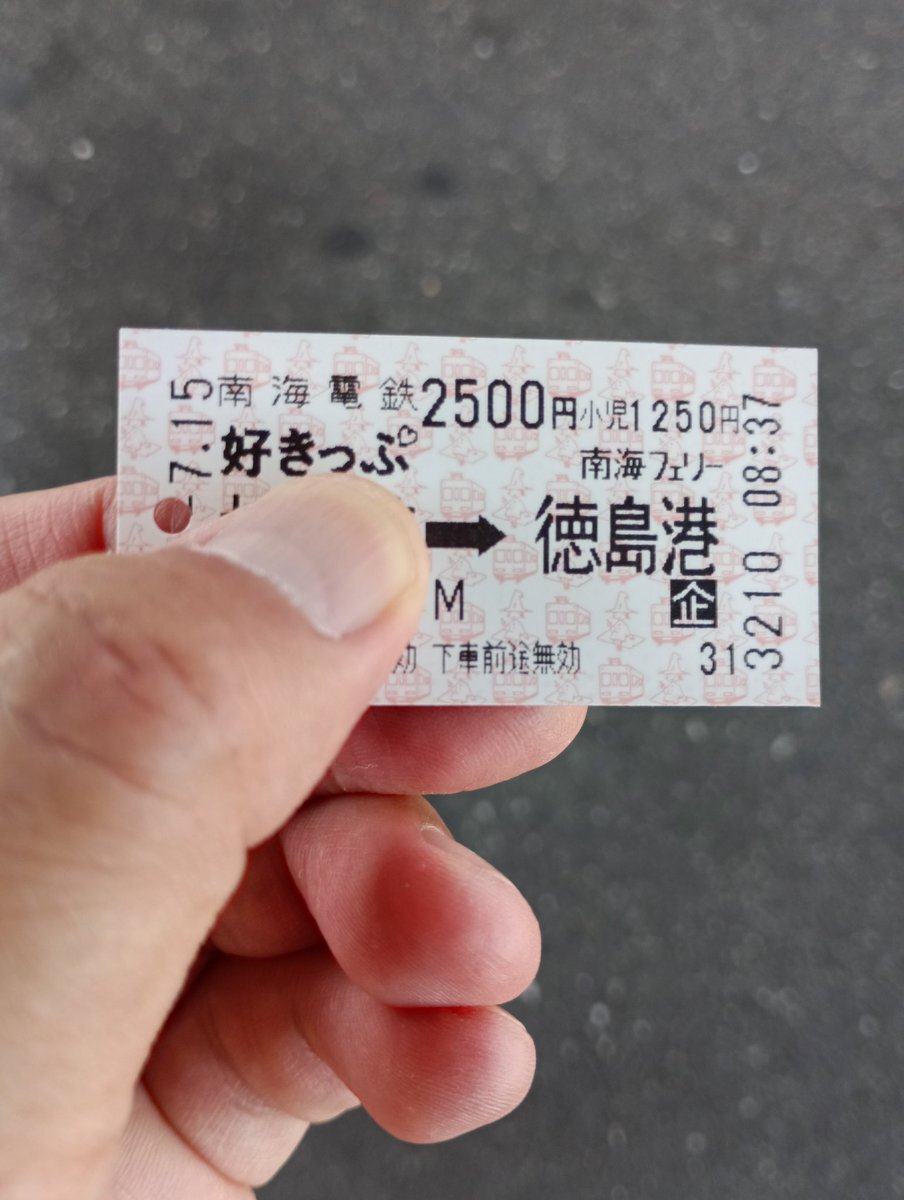 7.15
南海電鉄 2500円 小児1250円
好きっぷ♡
南海フェリー
➡ 徳島港
M 企
効 下車前途無効 31
3210 08:37